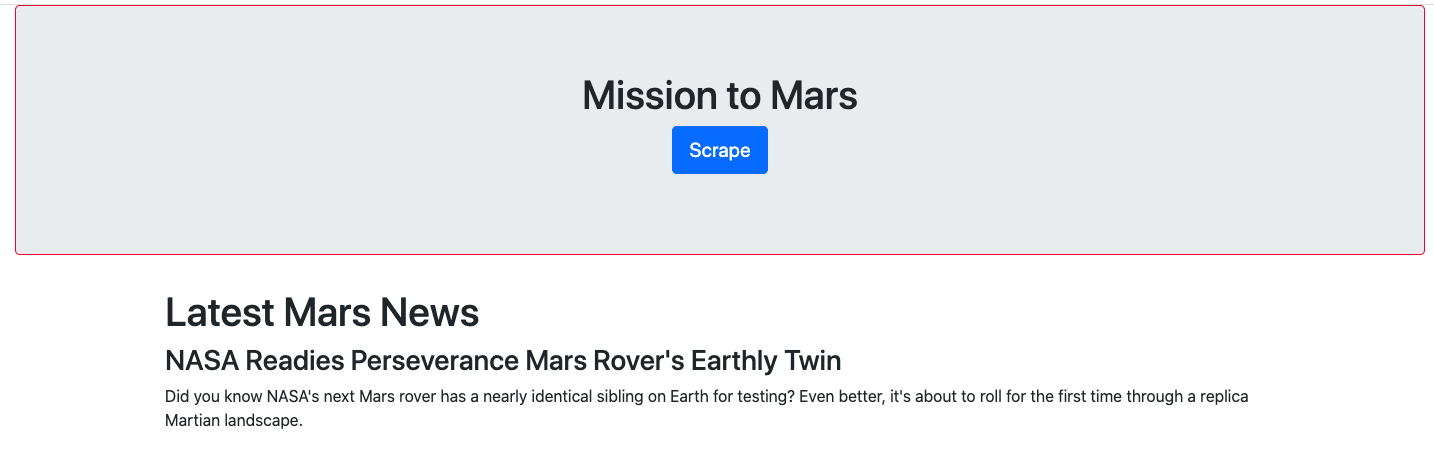 Mission to Mars
Scrape
Latest Mars News
NASA Readies Perseverance Mars Rover's Earthly Twin
Did you know NASA's next Mars rover has a nearly identical sibling on Earth for testing? Even better, it's about to roll for the first time through a replica
Martian landscape.